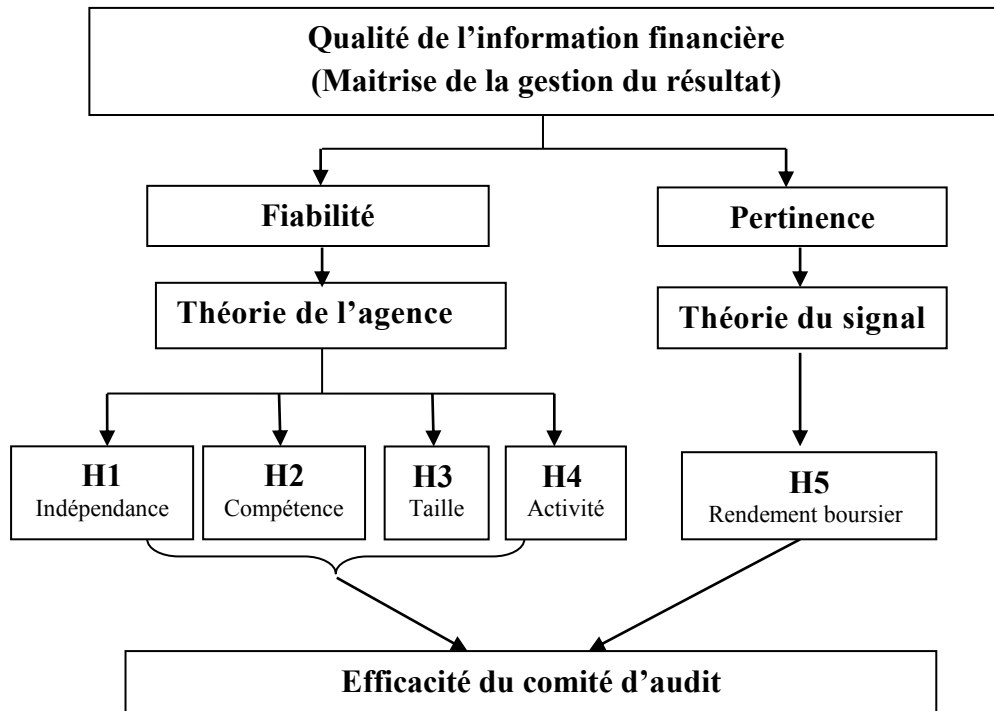 Qualité de l’information financière
(Maitrise de la gestion du résultat)
Fiabilité
Pertinence
Théorie de l’agence
Théorie du signal
H1
Indépendance
H2
Compétence
H3
Taille
H4
Activité
H5
Rendement boursier
Efficacité du comité d’audit